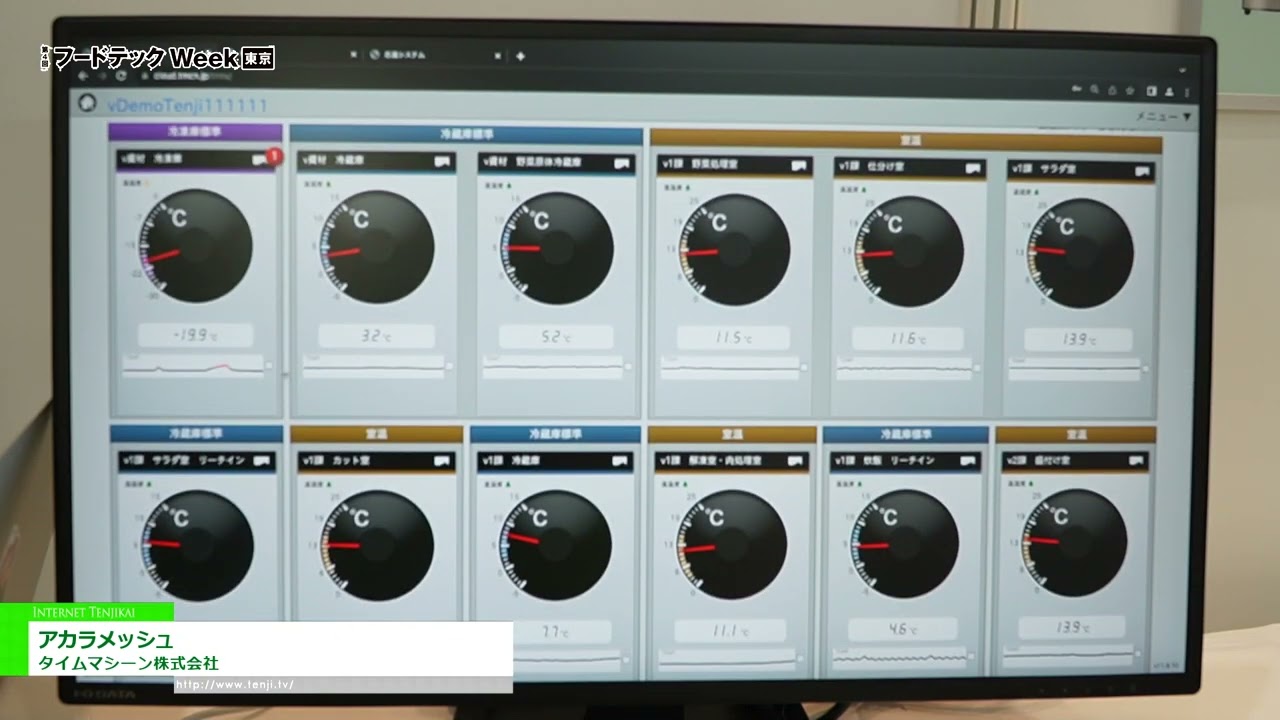 第4回 フードテックWeek 東京
vDemoTenji111111
メニュー▼
冷凍庫標準
冷蔵庫標準
室温
v資材 冷凍庫
1
v資材 冷蔵庫
v資材 野菜原体冷蔵庫
v1課 野菜処理室
v1課 仕分け室
v1課 サラダ室
°C
°C
°C
°C
°C
°C
-19.9℃
3.2℃
5.2℃
11.5℃
11.6℃
13.9℃
冷蔵庫標準
室温
冷蔵庫標準
室温
冷蔵庫標準
室温
v1課 サラダ室 リーチイン
v1課 カット室
v1課 冷蔵庫
v1課 解凍室・肉処理室
v1課 炊飯 リーチイン
v2課 盛付け室
°C
°C
°C
°C
°C
°C
7.7℃
11.1℃
4.6℃
13.9℃
I-O DATA
INTERNET TENJIKAI
アカラメッシュ
タイムマシーン株式会社
http://www.tenji.tv/